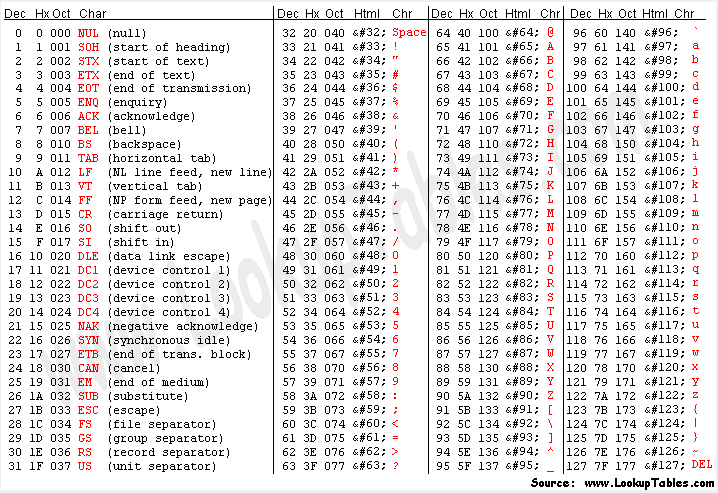 Dec Hx Oct Char Dec Hx Oct Html Chr Dec Hx Oct Html Chr Dec Hx Oct Html Chr
0 0 000 NUL (null) 32 20 040 &#32; Space 64 40 100 &#64; @ 96 60 140 &#96; `
1 1 001 SOH (start of heading) 33 21 041 &#33; ! 65 41 101 &#65; A 97 61 141 &#97; a
2 2 002 STX (start of text) 34 22 042 &#34; " 66 42 102 &#66; B 98 62 142 &#98; b
3 3 003 ETX (end of text) 35 23 043 &#35; # 67 43 103 &#67; C 99 63 143 &#99; c
4 4 004 EOT (end of transmission) 36 24 044 &#36; $ 68 44 104 &#68; D 100 64 144 &#100; d
5 5 005 ENQ (enquiry) 37 25 045 &#37; % 69 45 105 &#69; E 101 65 145 &#101; e
6 6 006 ACK (acknowledge) 38 26 046 &#38; & 70 46 106 &#70; F 102 66 146 &#102; f
7 7 007 BEL (bell) 39 27 047 &#39; ' 71 47 107 &#71; G 103 67 147 &#103; g
8 8 010 BS (backspace) 40 28 050 &#40; ( 72 48 110 &#72; H 104 68 150 &#104; h
9 9 011 TAB (horizontal tab) 41 29 051 &#41; ) 73 49 111 &#73; I 105 69 151 &#105; i
10 A 012 LF (NL line feed, new line) 42 2A 052 &#42; * 74 4A 112 &#74; J 106 6A 152 &#106; j
11 B 013 VT (vertical tab) 43 2B 053 &#43; + 75 4B 113 &#75; K 107 6B 153 &#107; k
12 C 014 FF (NP form feed, new page) 44 2C 054 &#44; , 76 4C 114 &#76; L 108 6C 154 &#108; l
13 D 015 CR (carriage return) 45 2D 055 &#45; - 77 4D 115 &#77; M 109 6D 155 &#109; m
14 E 016 SO (shift out) 46 2E 056 &#46; . 78 4E 116 &#78; N 110 6E 156 &#110; n
15 F 017 SI (shift in) 47 2F 057 &#47; / 79 4F 117 &#79; O 111 6F 157 &#111; o
16 10 020 DLE (data link escape) 48 30 060 &#48; 0 80 50 120 &#80; P 112 70 160 &#112; p
17 11 021 DC1 (device control 1) 49 31 061 &#49; 1 81 51 121 &#81; Q 113 71 161 &#113; q
18 12 022 DC2 (device control 2) 50 32 062 &#50; 2 82 52 122 &#82; R 114 72 162 &#114; r
19 13 023 DC3 (device control 3) 51 33 063 &#51; 3 83 53 123 &#83; S 115 73 163 &#115; s
20 14 024 DC4 (device control 4) 52 34 064 &#52; 4 84 54 124 &#84; T 116 74 164 &#116; t
21 15 025 NAK (negative acknowledge) 53 35 065 &#53; 5 85 55 125 &#85; U 117 75 165 &#117; u
22 16 026 SYN (synchronous idle) 54 36 066 &#54; 6 86 56 126 &#86; V 118 76 166 &#118; v
23 17 027 ETB (end of trans. block) 55 37 067 &#55; 7 87 57 127 &#87; W 119 77 167 &#119; w
24 18 030 CAN (cancel) 56 38 070 &#56; 8 88 58 130 &#88; X 120 78 170 &#120; x
25 19 031 EM (end of medium) 57 39 071 &#57; 9 89 59 131 &#89; Y 121 79 171 &#121; y
26 1A 032 SUB (substitute) 58 3A 072 &#58; : 90 5A 132 &#90; Z 122 7A 172 &#122; z
27 1B 033 ESC (escape) 59 3B 073 &#59; ; 91 5B 133 &#91; [ 123 7B 173 &#123; {
28 1C 034 FS (file separator) 60 3C 074 &#60; < 92 5C 134 &#92; \ 124 7C 174 &#124; |
29 1D 035 GS (group separator) 61 3D 075 &#61; = 93 5D 135 &#93; ] 125 7D 175 &#125; }
30 1E 036 RS (record separator) 62 3E 076 &#62; > 94 5E 136 &#94; ^ 126 7E 176 &#126; ~
31 1F 037 US (unit separator) 63 3F 077 &#63; ? 95 5F 137 &#95; _ 127 7F 177 &#127; DEL
Source: www.LookupTables.com
www.LookupTables.com